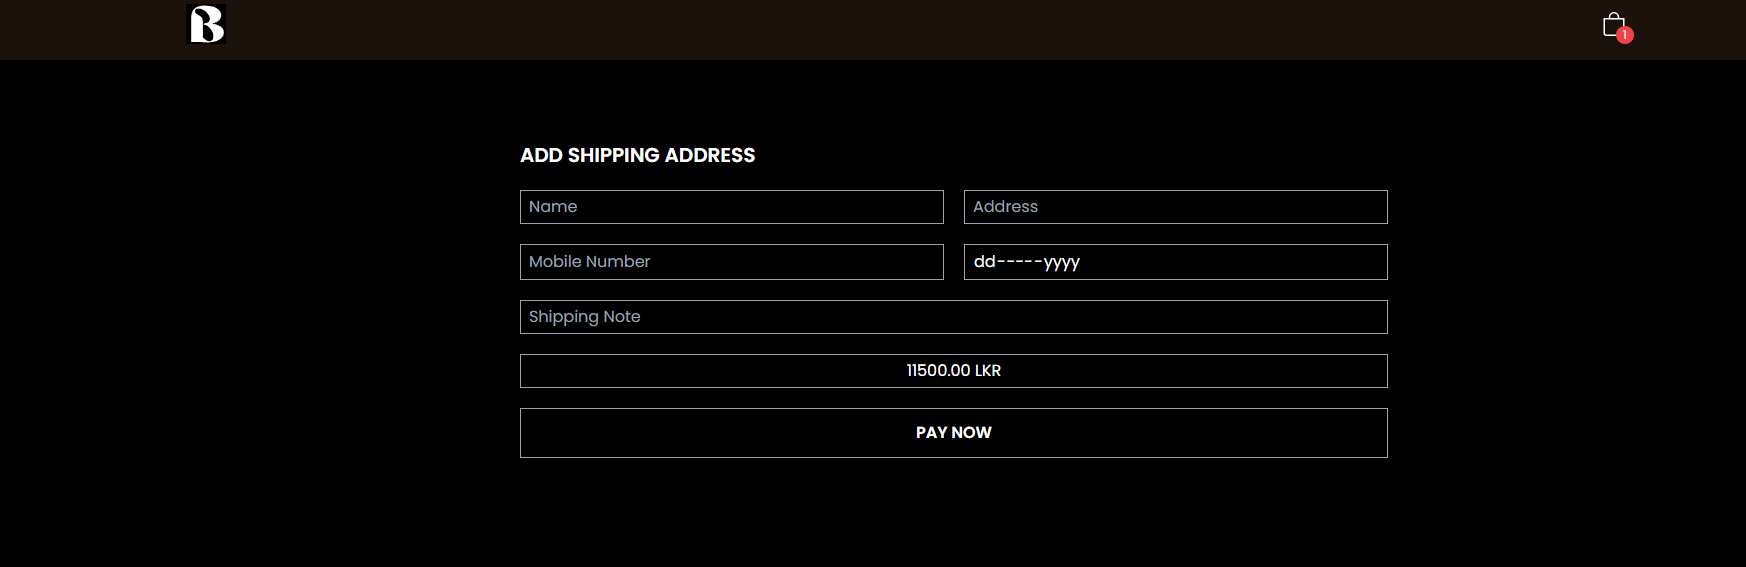 B
1
ADD SHIPPING ADDRESS
Name
Address
Mobile Number
dd-----yyyy
Shipping Note
11500.00 LKR
PAY NOW